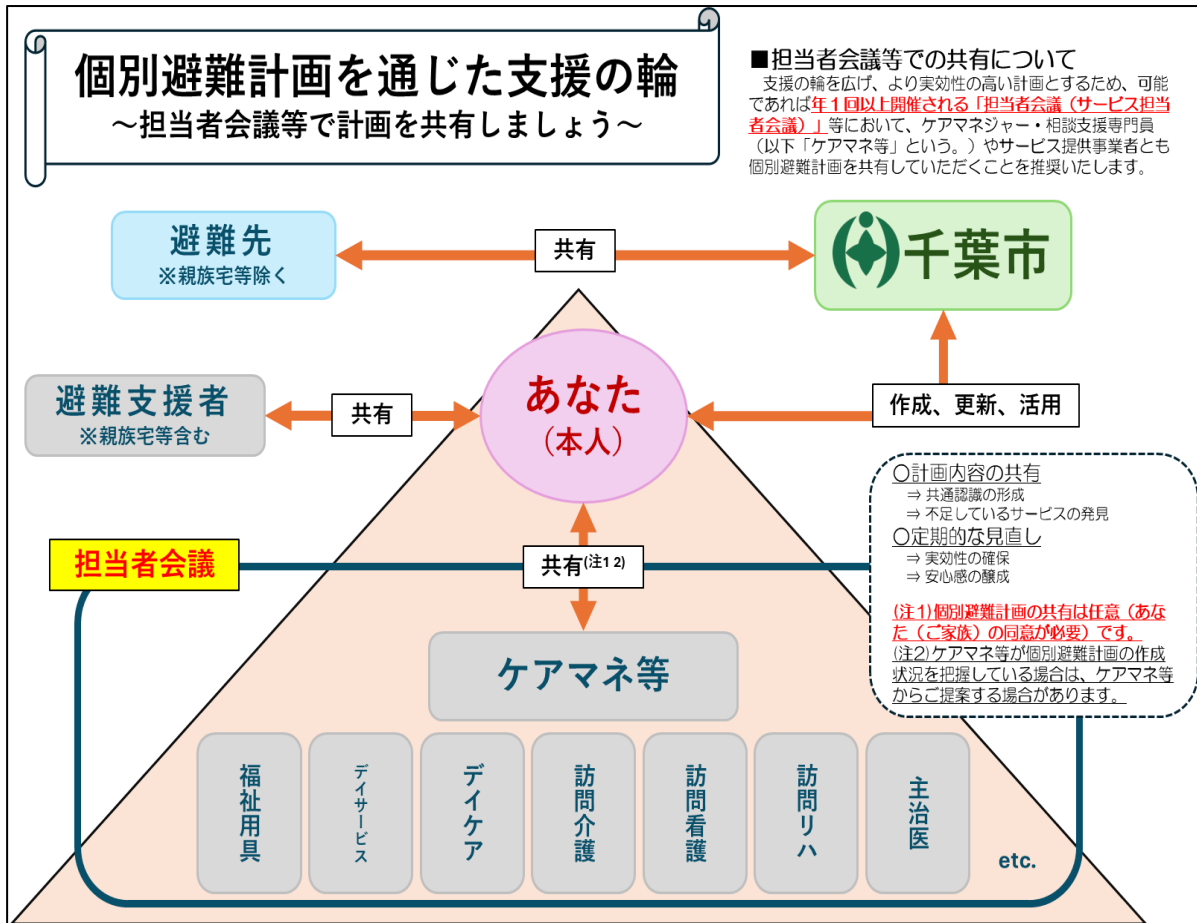 個別避難計画を通じた支援の輪
～担当者会議等で計画を共有しましょう～
■担当者会議等での共有について
支援の輪を広げ、より実効性の高い計画とするため、可能
であれば年１回以上開催される「担当者会議（サービス担当
者会議）」等において、ケアマネジャー・相談支援専門員
（以下「ケアマネ等」という。）やサービス提供事業者とも
個別避難計画を共有していただくことを推奨いたします。
避難先
※親族宅等除く
共有
千葉市
避難支援者
※親族宅等含む
共有
あなた
（本人）
作成、更新、活用
〇計画内容の共有
⇒ 共通認識の形成
⇒ 不足しているサービスの発見
〇定期的な見直し
⇒ 実効性の確保
⇒ 安心感の醸成
(注１)個別避難計画の共有は任意（あな
た（ご家族）の同意が必要）です。
(注２)ケアマネ等が個別避難計画の作成
状況を把握している場合は、ケアマネ等
からご提案する場合があります。
担当者会議
共有(注1 2)
ケアマネ等
福祉用具
デイサービス
デイケア
訪問介護
訪問看護
訪問リハ
主治医
etc.